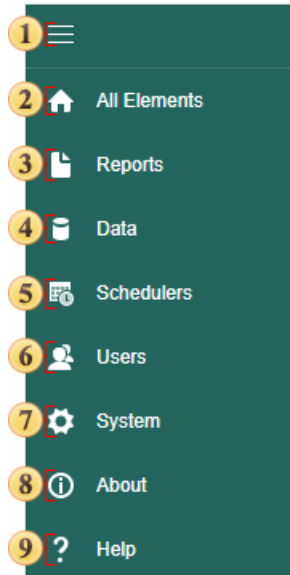 1
2 All Elements
3 Reports
4 Data
5 Schedulers
6 Users
7 System
8 About
9 ? Help